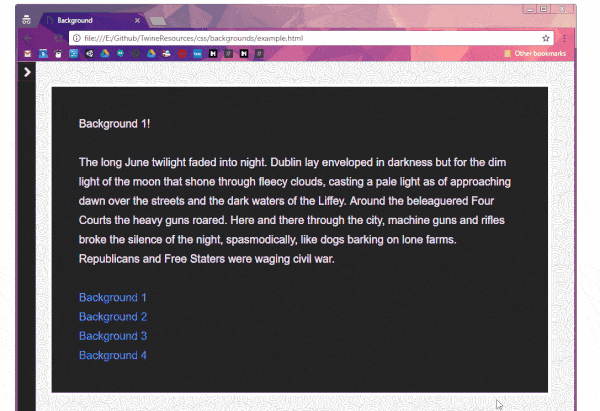 Background
file:///E:/Github/TwineResources/css/backgrounds/example.html
Other bookmarks
Background 1!
The long June twilight faded into night. Dublin lay enveloped in darkness but for the dim
light of the moon that shone through fleecy clouds, casting a pale light as of approaching
dawn over the streets and the dark waters of the Liffey. Around the beleaguered Four
Courts the heavy guns roared. Here and there through the city, machine guns and rifles
broke the silence of the night, spasmodically, like dogs barking on lone farms.
Republicans and Free Staters were waging civil war.
Background 1
Background 2
Background 3
Background 4